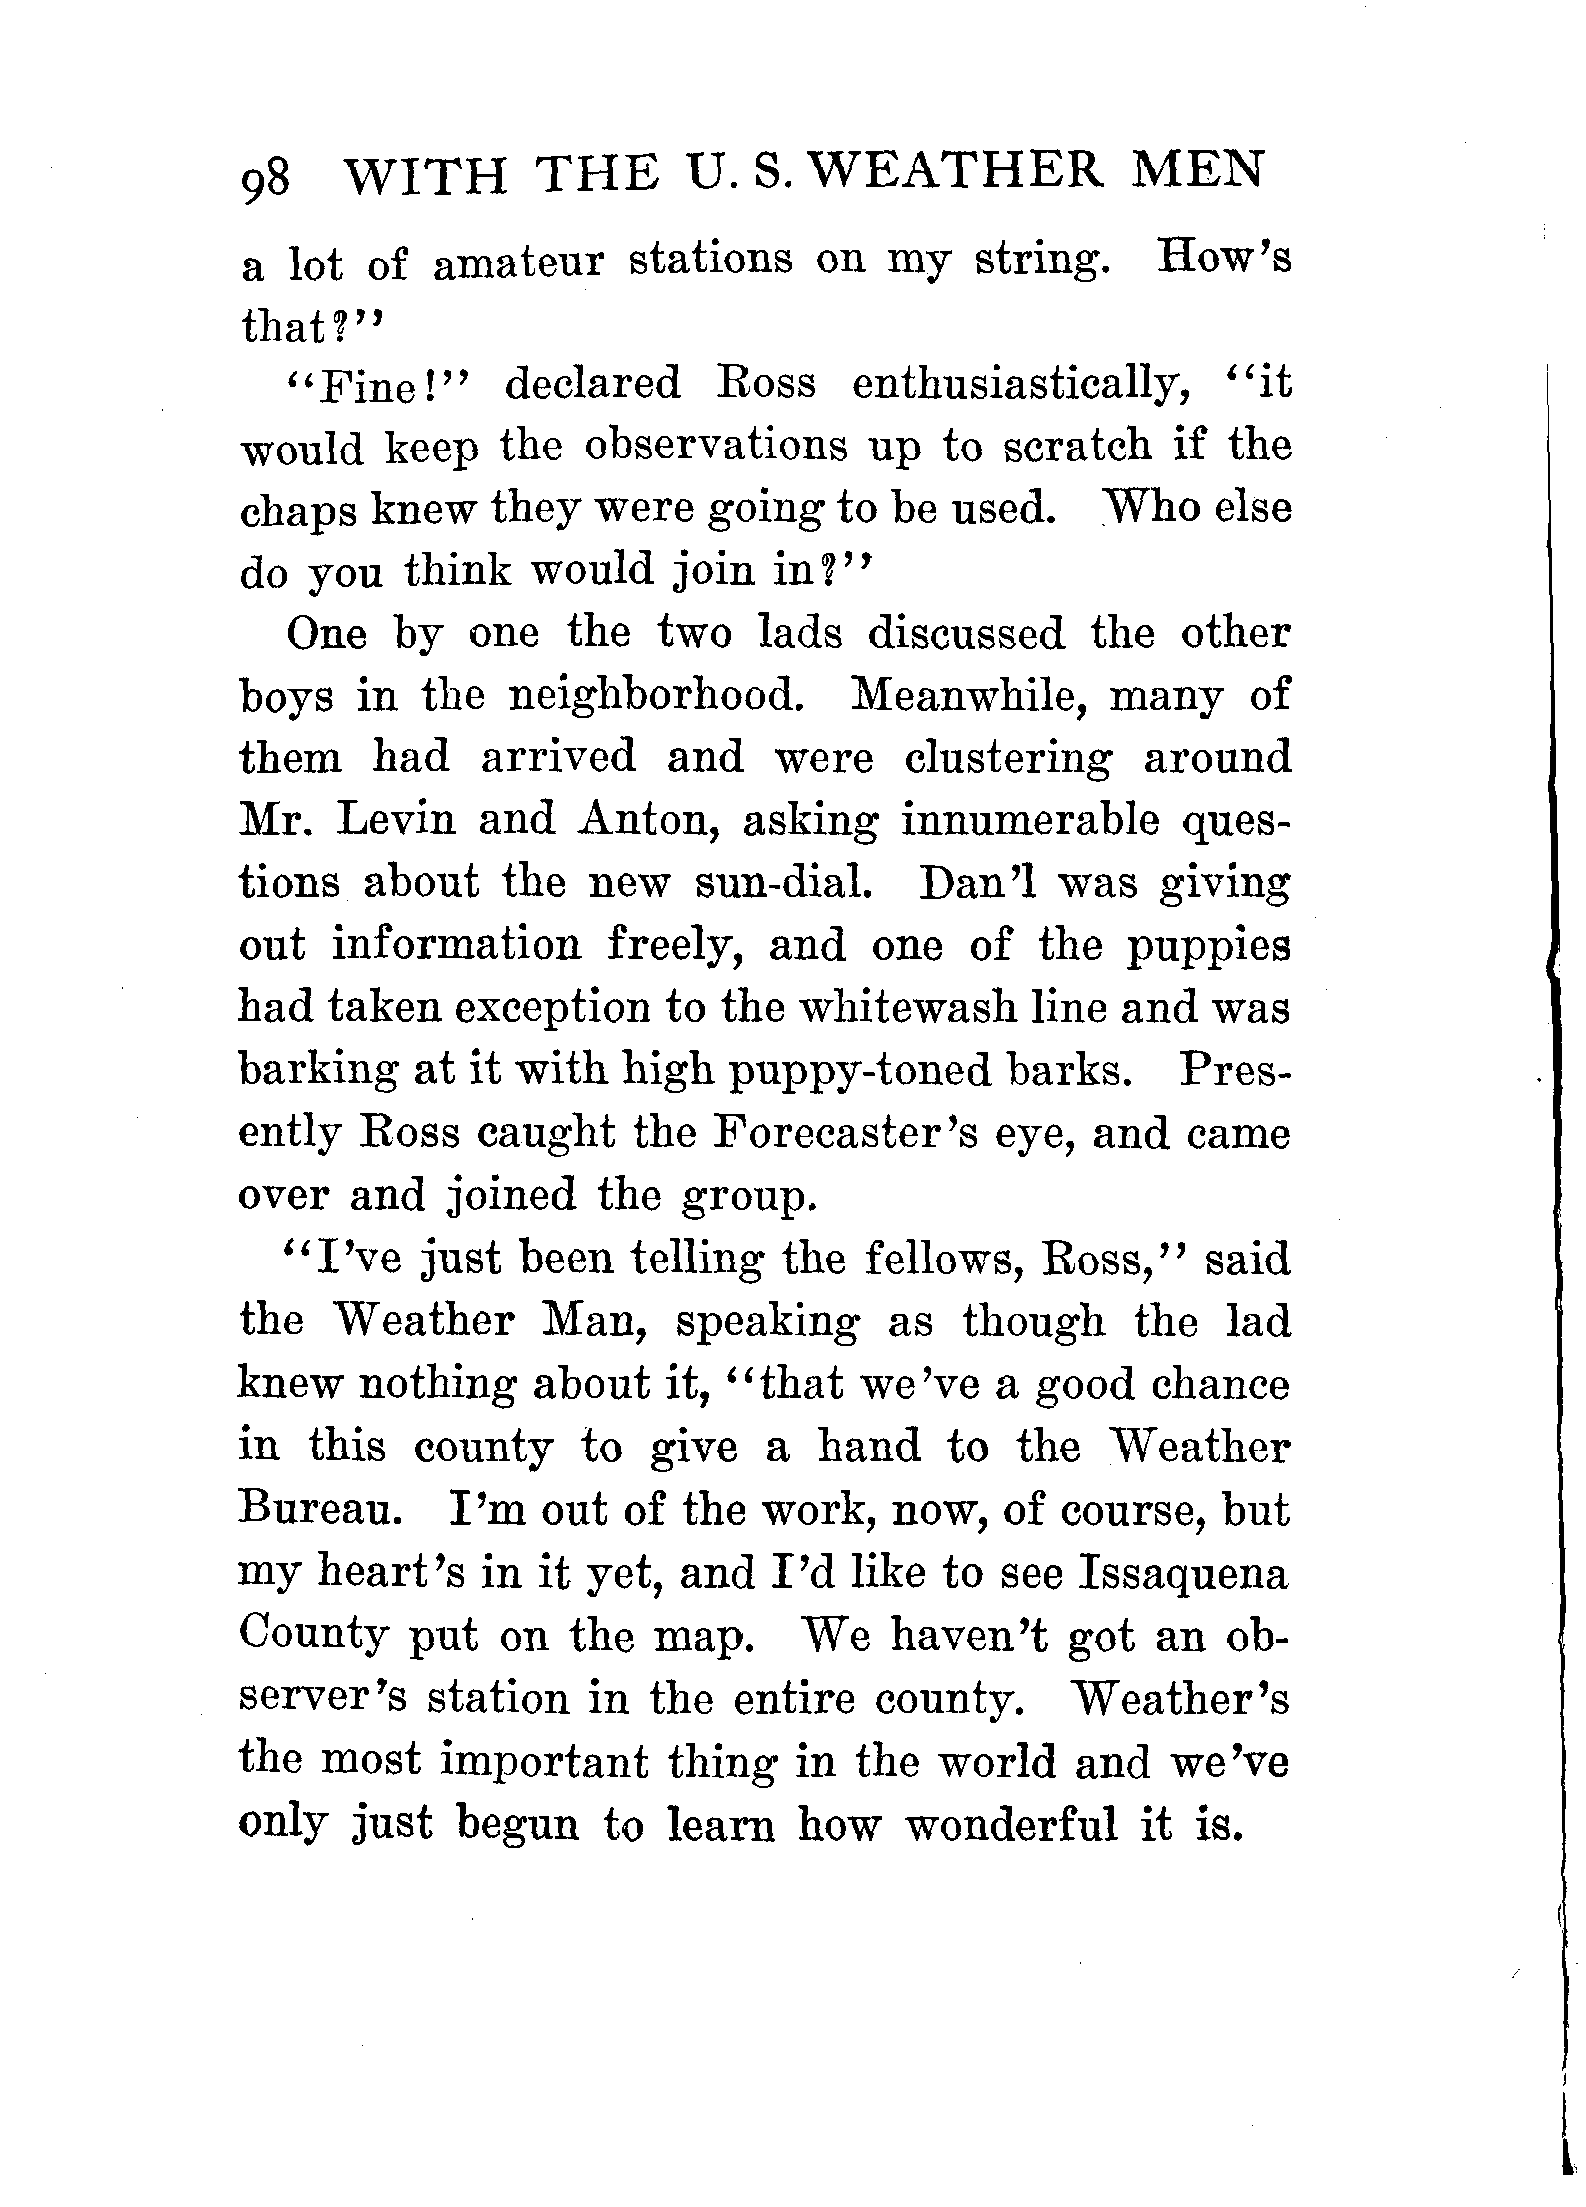 98 WITH THE U. S. WEATHER MEN
a lot of amateur stations on my string. How's
that?"
"Fine!" declared Ross enthusiastically, "it
would keep the observations up to scratch if the
chaps knew they were going to be used. Who else
do you think would join in?"
One by one the two lads discussed the other
boys in the neighborhood. Meanwhile, many of
them had arrived and were clustering around
Mr. Levin and Anton, asking innumerable ques-
tions about the new sun-dial. Dan'l was giving
out information freely, and one of the puppies
had taken exception to the whitewash line and was
barking at it with high puppy-toned barks. Pres-
ently Ross caught the Forecaster's eye, and came
over and joined the group.
"I've just been telling the fellows, Ross," said
the Weather Man, speaking as though the lad
knew nothing about it, "that we've a good chance
in this county to give a hand to the Weather
Bureau. I'm out of the work, now, of course, but
my heart's in it yet, and I'd like to see Issaquena
County put on the map. We haven't got an ob-
server's station in the entire county. Weather's
the most important thing in the world and we've
only just begun to learn how wonderful it is.